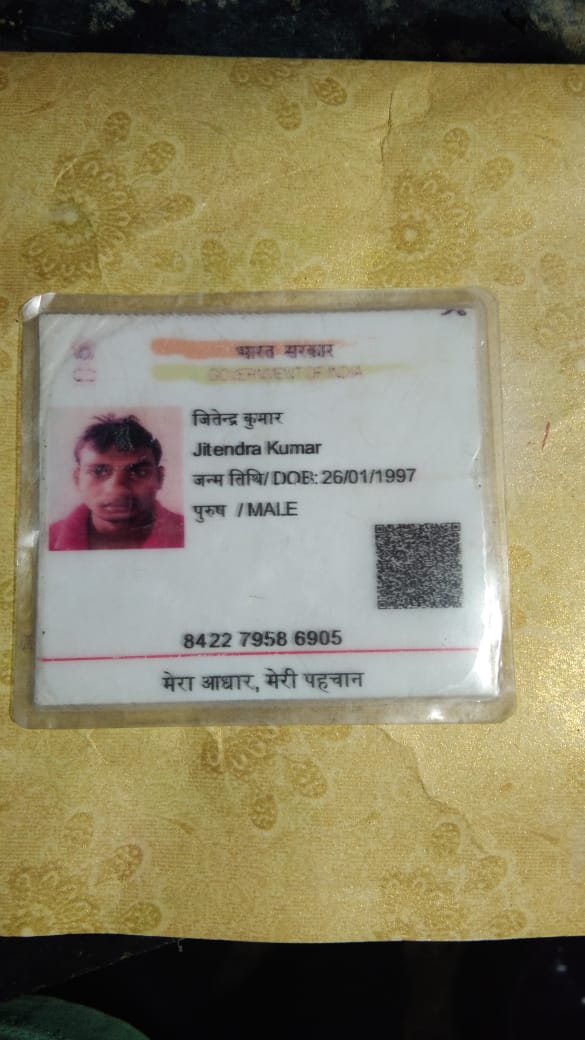 भारत सरकार
GOVERNMENT OF INDIA
जितेन्द्र कुमार
Jitendra Kumar
जन्म तिथि/ DOB: 26/01/1997
पुरुष / MALE
8422 7958 6905
मेरा आधार, मेरी पहचान